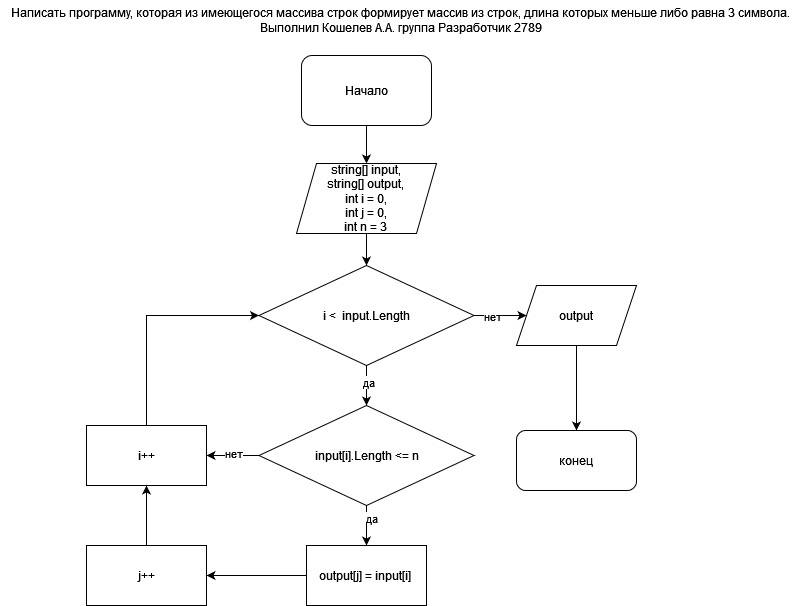 Написать программу, которая из имеющегося массива строк формирует массив из строк, длина которых меньше либо равна 3 символа.
Выполнил Кошелев А.А. группа Разработчик 2789
Начало
string[] input,
string[] output,
int i = 0,
int j = 0,
int n = 3
i < input.Length
нет
output
да
i++
нет
input[i].Length <= n
конец
да
j++
output[j] = input[i]